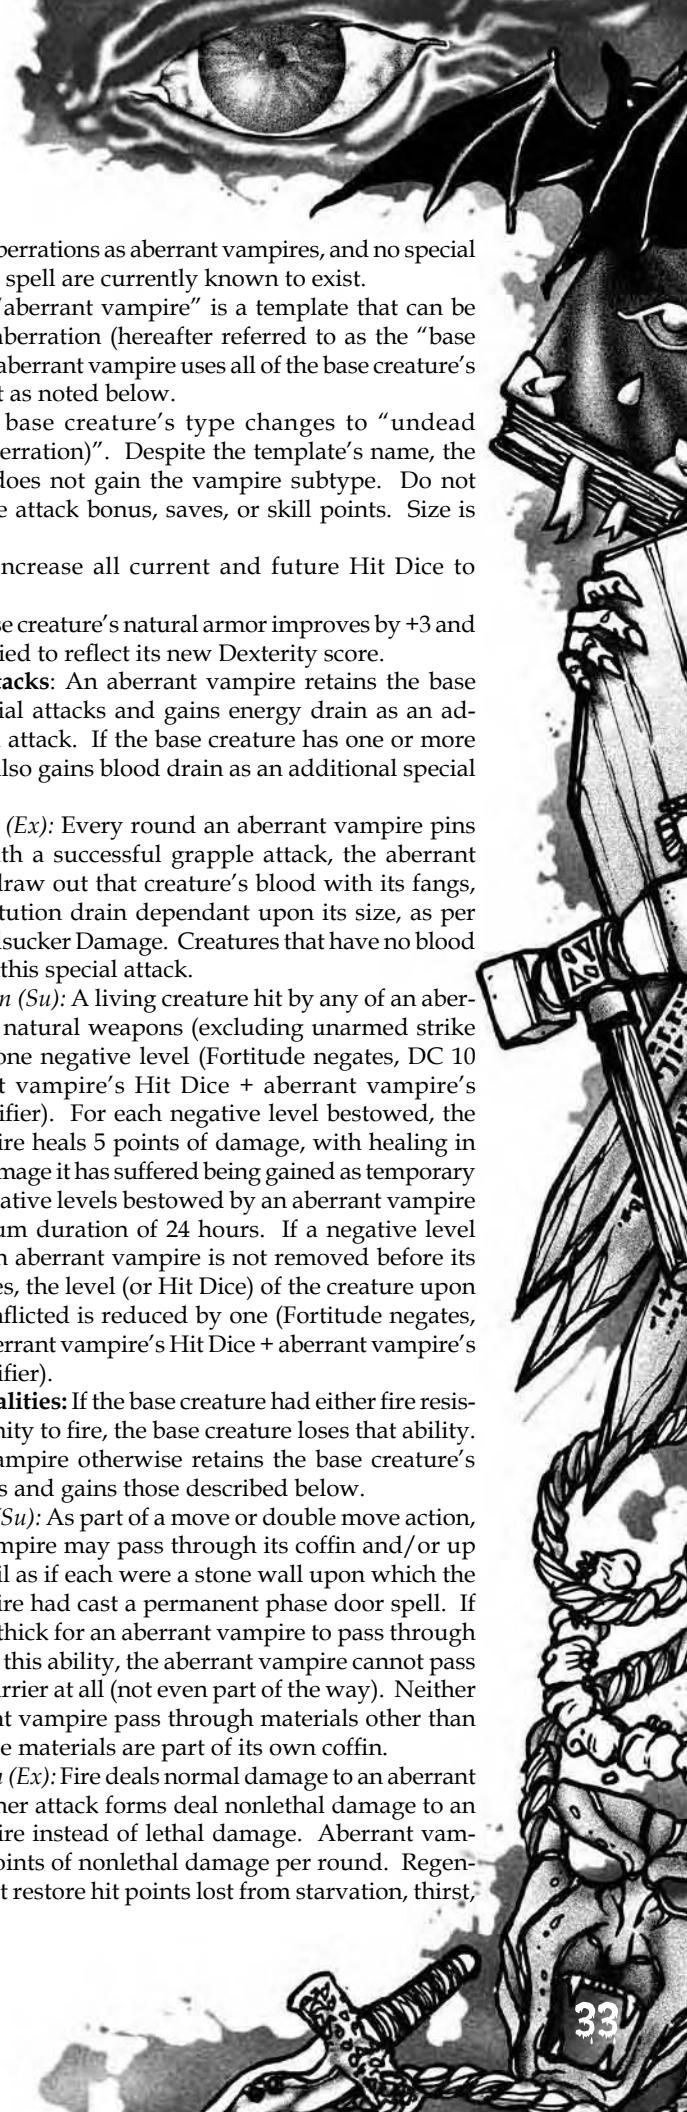 berrations as aberrant vampires, and no special
spell are currently known to exist.
“aberrant vampire” is a template that can be
aberration (hereafter referred to as the “base
aberrant vampire uses all of the base creature’s
t as noted below.
base creature’s type changes to “undead
erration)”. Despite the template’s name, the
does not gain the vampire subtype. Do not
e attack bonus, saves, or skill points. Size is
ncrease all current and future Hit Dice to
se creature’s natural armor improves by +3 and
ied to reflect its new Dexterity score.
tacks: An aberrant vampire retains the base
ial attacks and gains energy drain as an ad-
l attack. If the base creature has one or more
also gains blood drain as an additional special
(Ex): Every round an aberrant vampire pins
th a successful grapple attack, the aberrant
draw out that creature’s blood with its fangs,
tution drain dependant upon its size, as per
dsucker Damage. Creatures that have no blood
this special attack.
n (Su): A living creature hit by any of an aber-
natural weapons (excluding unarmed strike
one negative level (Fortitude negates, DC 10
t vampire’s Hit Dice + aberrant vampire’s
ifier). For each negative level bestowed, the
ire heals 5 points of damage, with healing in
mage it has suffered being gained as temporary
ative levels bestowed by an aberrant vampire
um duration of 24 hours. If a negative level
n aberrant vampire is not removed before its
es, the level (or Hit Dice) of the creature upon
nflicted is reduced by one (Fortitude negates,
errant vampire’s Hit Dice + aberrant vampire’s
ifier).
alities: If the base creature had either fire resis-
nity to fire, the base creature loses that ability.
ampire otherwise retains the base creature’s
s and gains those described below.
(Su): As part of a move or double move action,
mpire may pass through its coffin and/or up
il as if each were a stone wall upon which the
ire had cast a permanent phase door spell. If
thick for an aberrant vampire to pass through
this ability, the aberrant vampire cannot pass
arrier at all (not even part of the way). Neither
nt vampire pass through materials other than
e materials are part of its own coffin.
n (Ex): Fire deals normal damage to an aberrant
her attack forms deal nonlethal damage to an
ire instead of lethal damage. Aberrant vam-
oints of nonlethal damage per round. Regen-
t restore hit points lost from starvation, thirst,
33